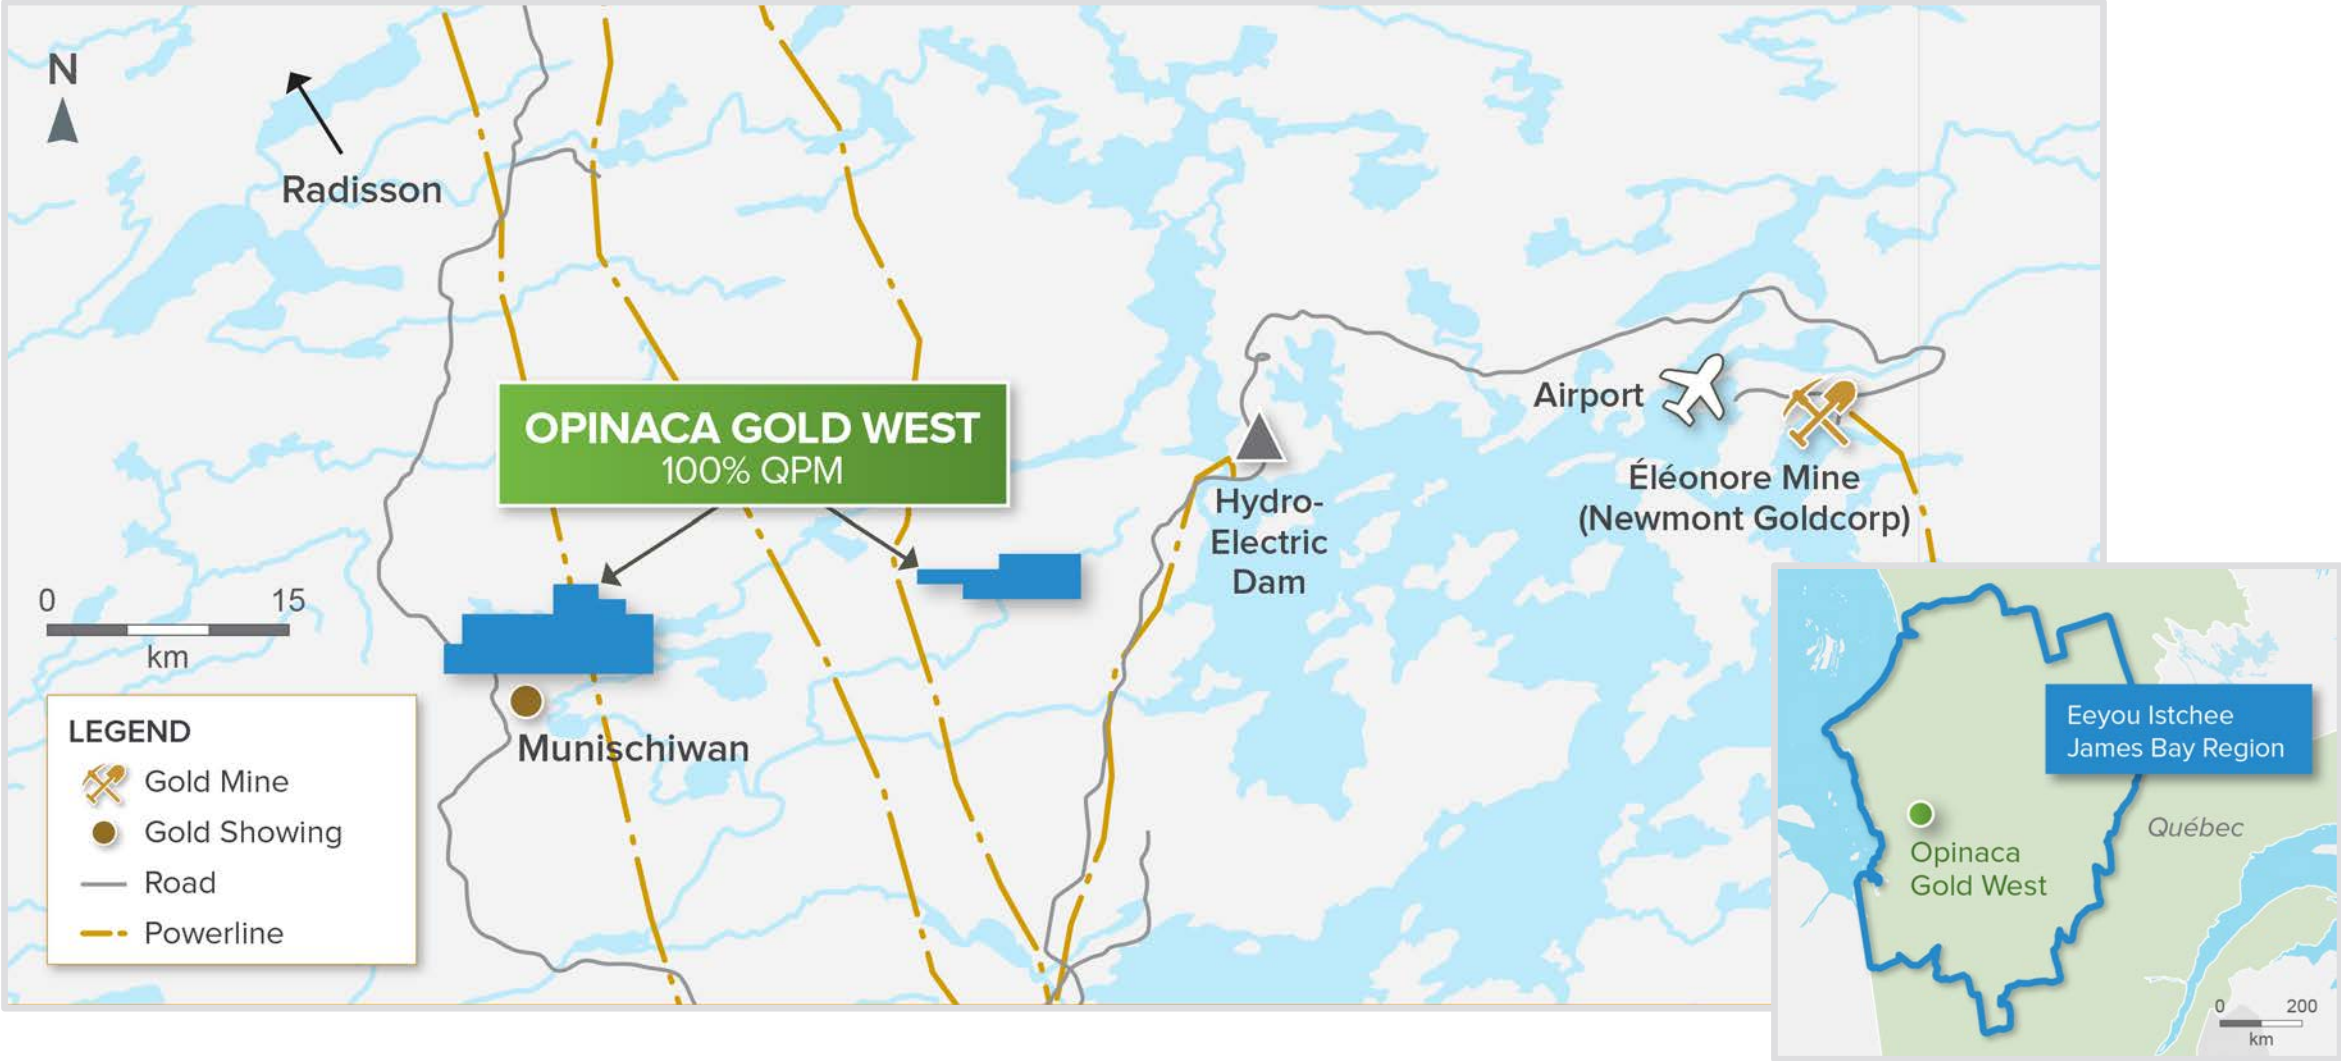 N
Radisson
OPINACA GOLD WEST
100% QPM
Airport
Éléonore Mine
(Newmont Goldcorp)
Hydro-
Electric
Dam
0 15
km
Munischiwan
LEGEND
Gold Mine
Gold Showing
Road
Powerline
Eeyou Istchee
James Bay Region
Québec
Opinaca
Gold West
0 200
km